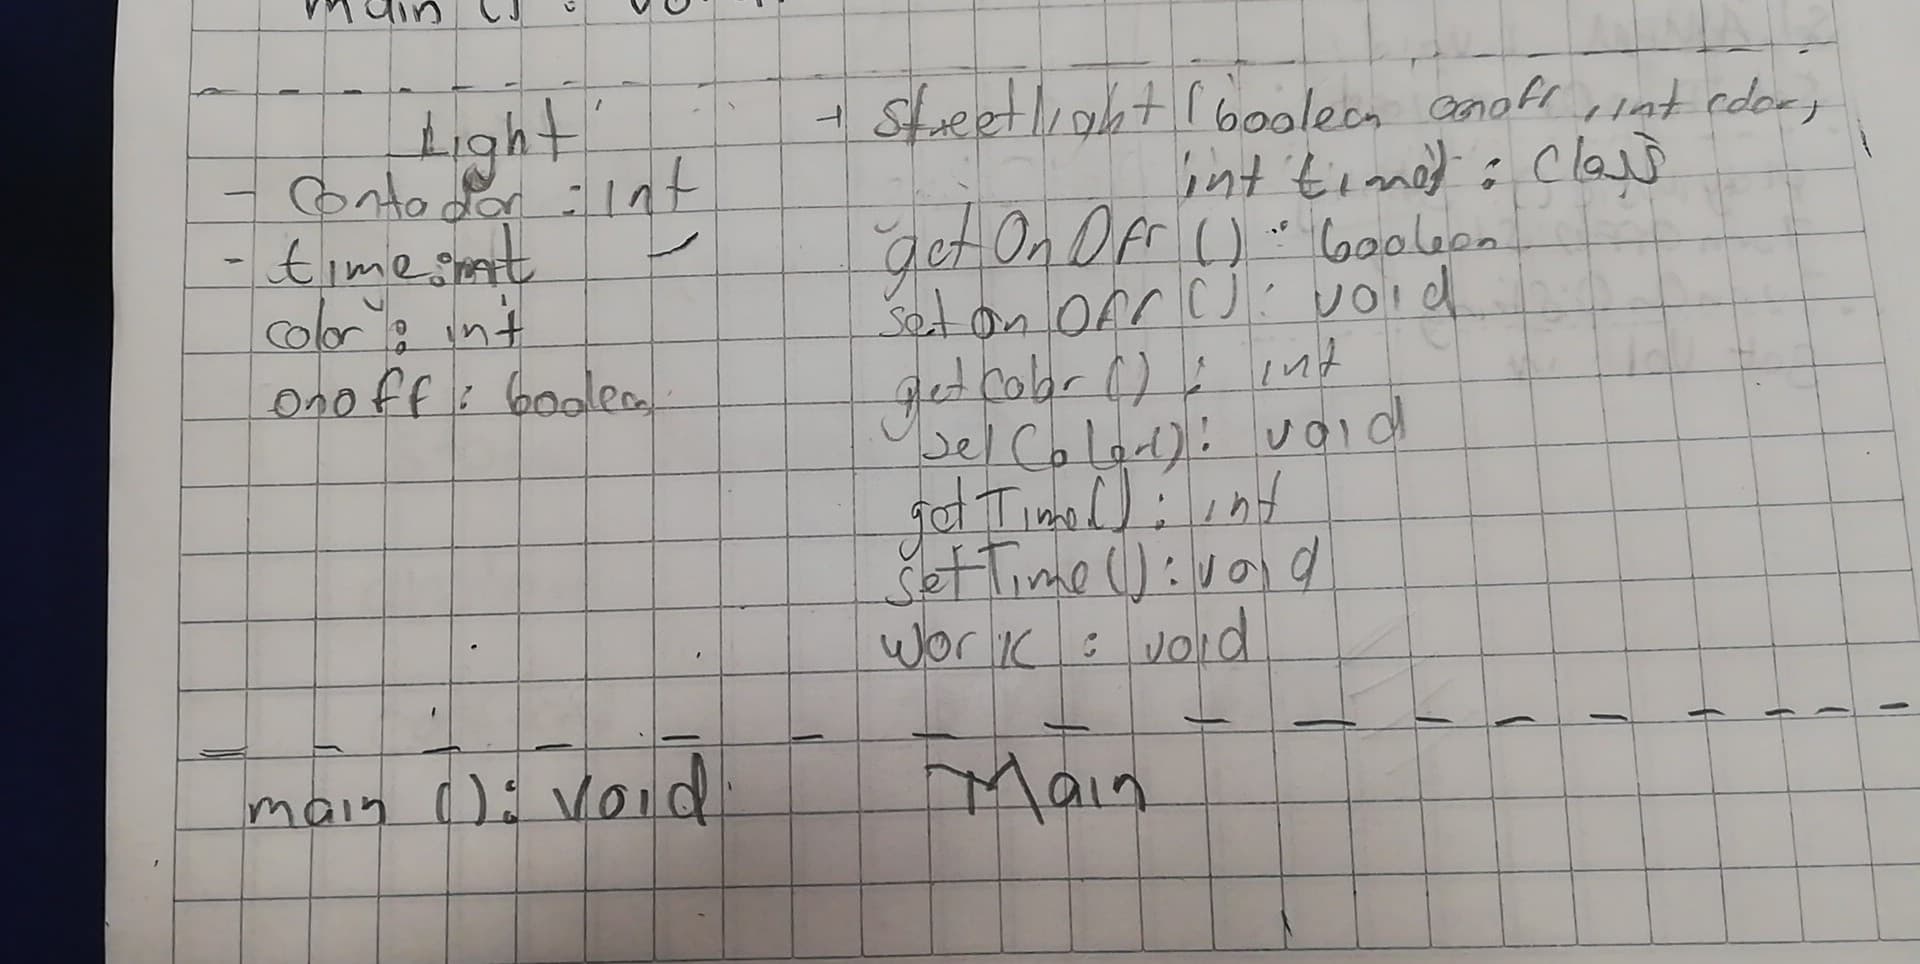 main () : vo
Light
- Contador : int
- time : int
color : int
onoff : boolean
+ Streetlight (boolean onoff, int color,
int time) : Class
getOnOff () : boolean
setOnOff () : void
getColor () : int
setColor () : void
getTime () : int
setTime () : void
work : void
main () : void
Main